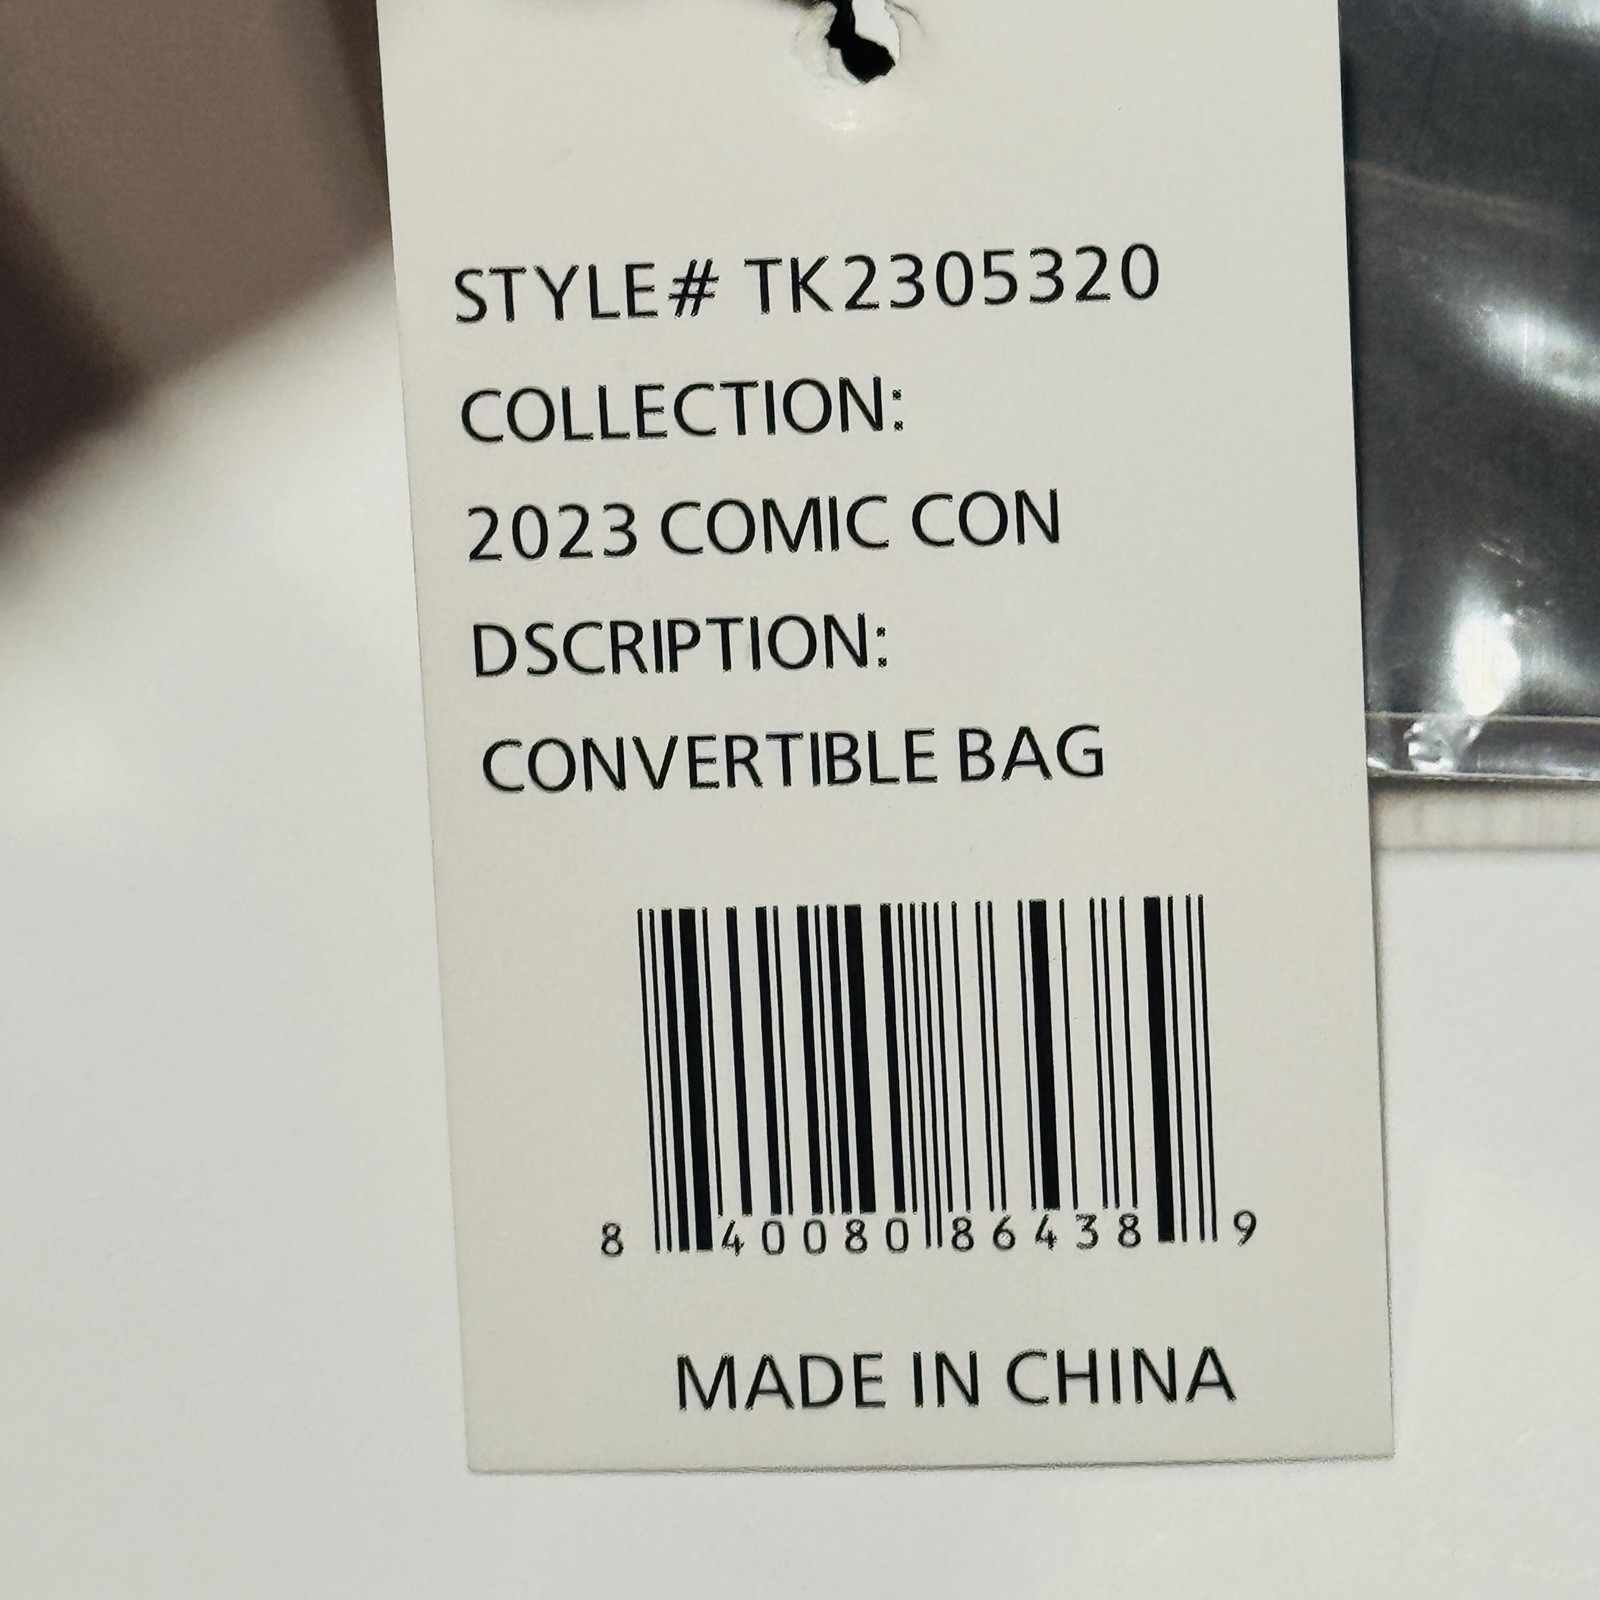 STYLE# TK2305320
COLLECTION:
2023 COMIC CON
DSCRIPTION:
CONVERTIBLE BAG
8 40080 86438 9
MADE IN CHINA